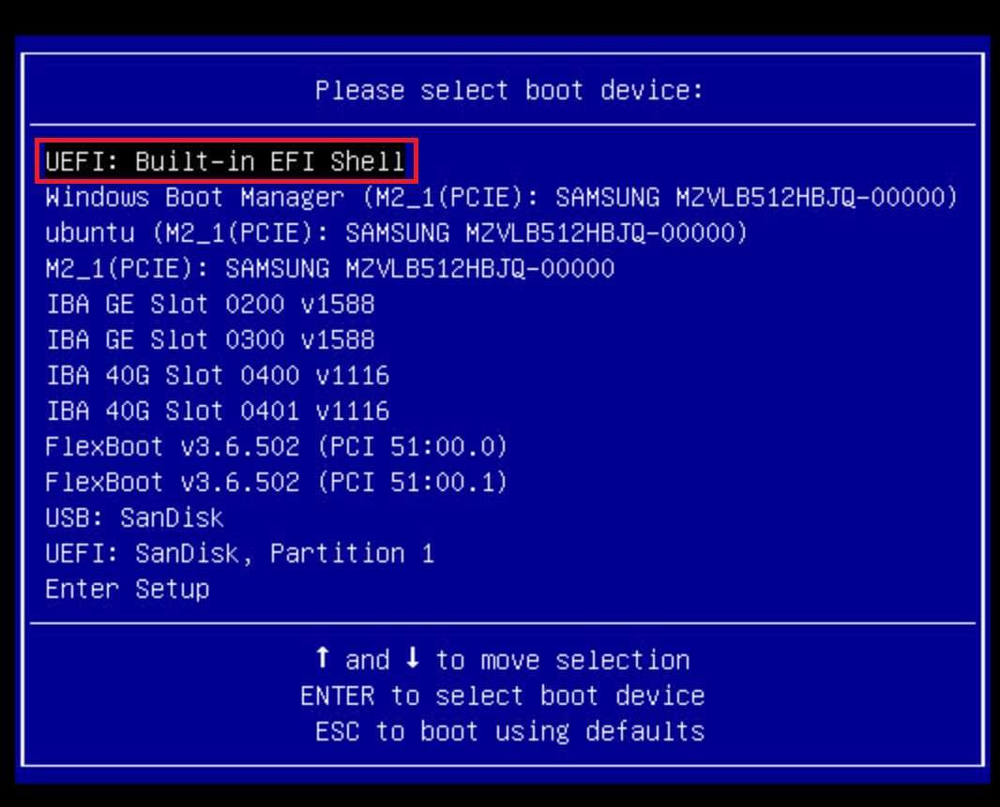 Please select boot device:
UEFI: Built-in EFI Shell
Windows Boot Manager (M2_1(PCIE): SAMSUNG MZVLB512HBJQ-00000)
ubuntu (M2_1(PCIE): SAMSUNG MZVLB512HBJQ-00000)
M2_1(PCIE): SAMSUNG MZVLB512HBJQ-00000
IBA GE Slot 0200 v1588
IBA GE Slot 0300 v1588
IBA 40G Slot 0400 v1116
IBA 40G Slot 0401 v1116
FlexBoot v3.6.502 (PCI 51:00.0)
FlexBoot v3.6.502 (PCI 51:00.1)
USB: SanDisk
UEFI: SanDisk, Partition 1
Enter Setup
↑ and ↓ to move selection
ENTER to select boot device
ESC to boot using defaults